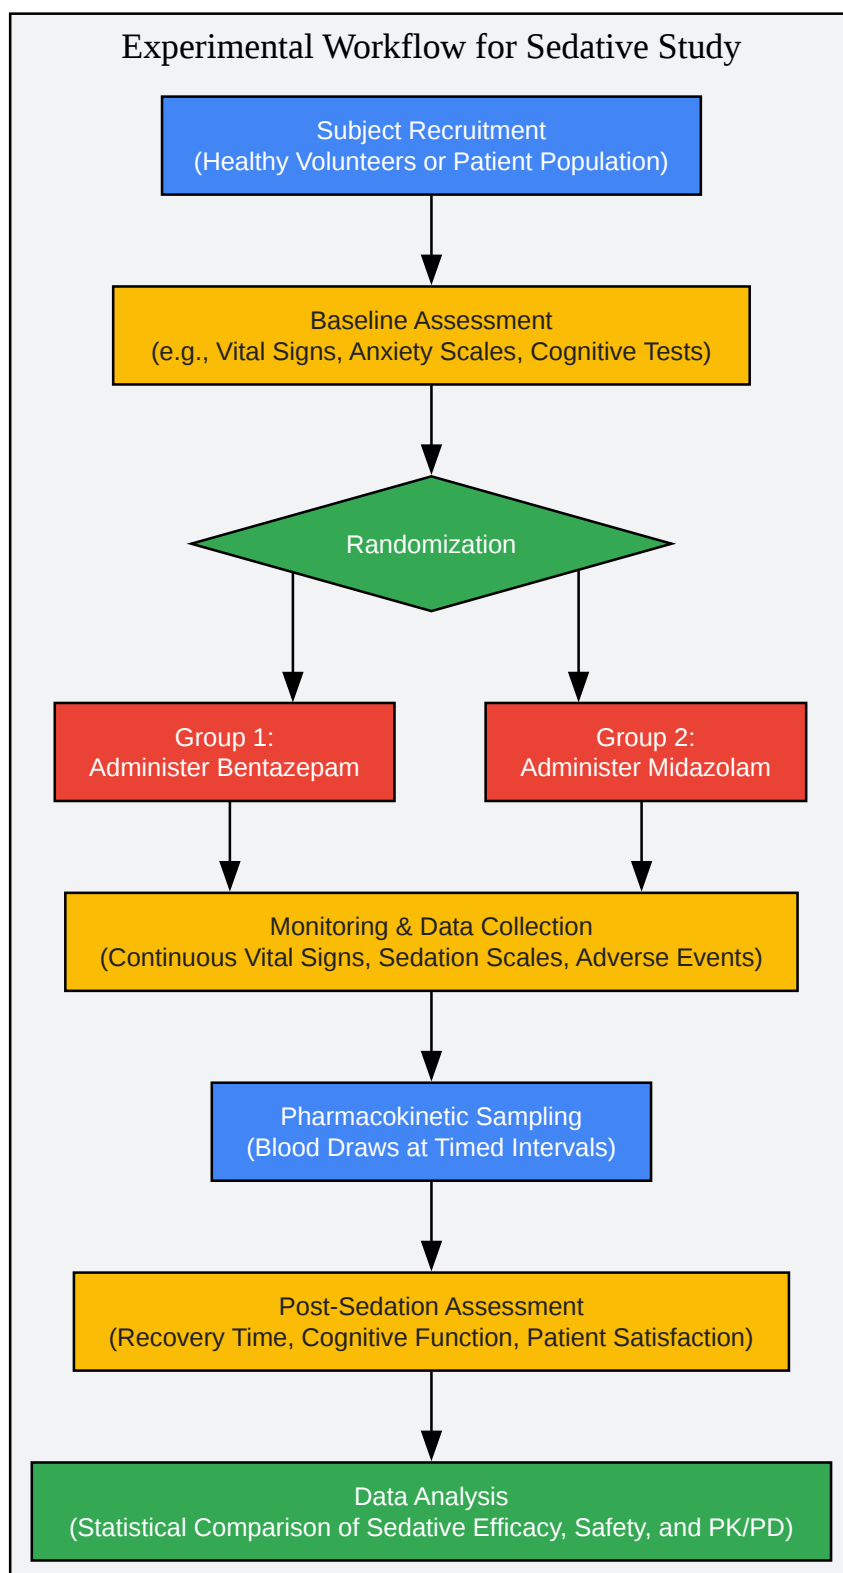 Experimental Workflow for Sedative Study
Subject Recruitment
(Healthy Volunteers or Patient Population)
Baseline Assessment
(e.g., Vital Signs, Anxiety Scales, Cognitive Tests)
Randomization
Group 1:
Administer Bentazepam
Group 2:
Administer Midazolam
Monitoring & Data Collection
(Continuous Vital Signs, Sedation Scales, Adverse Events)
Pharmacokinetic Sampling
(Blood Draws at Timed Intervals)
Post-Sedation Assessment
(Recovery Time, Cognitive Function, Patient Satisfaction)
Data Analysis
(Statistical Comparison of Sedative Efficacy, Safety, and PK/PD)